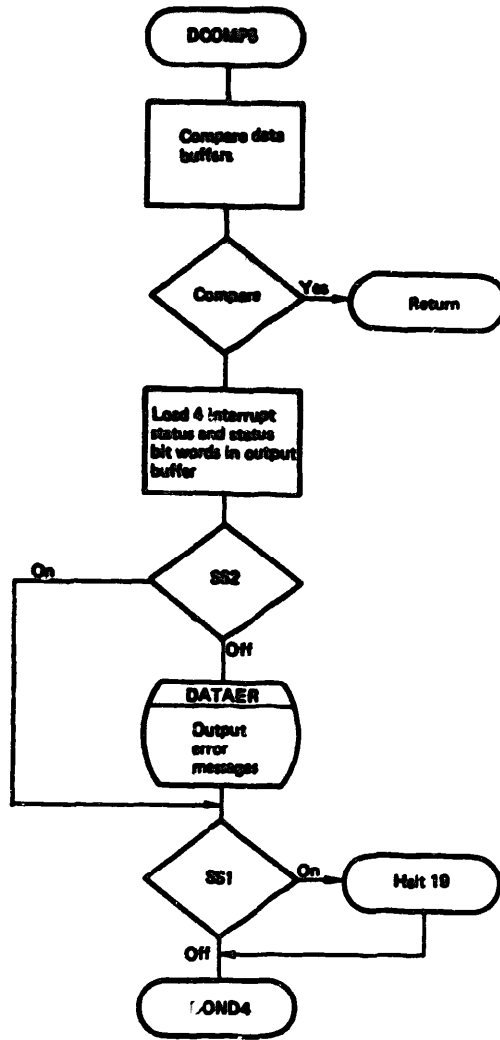 Compare data
buffers
Compare
Yes
Return
Load 4 interrupt
status and status
bit words in output
buffer
On
SS2
Off
DATAER
Output
error
messages
SS1
On
Halt 19
Off